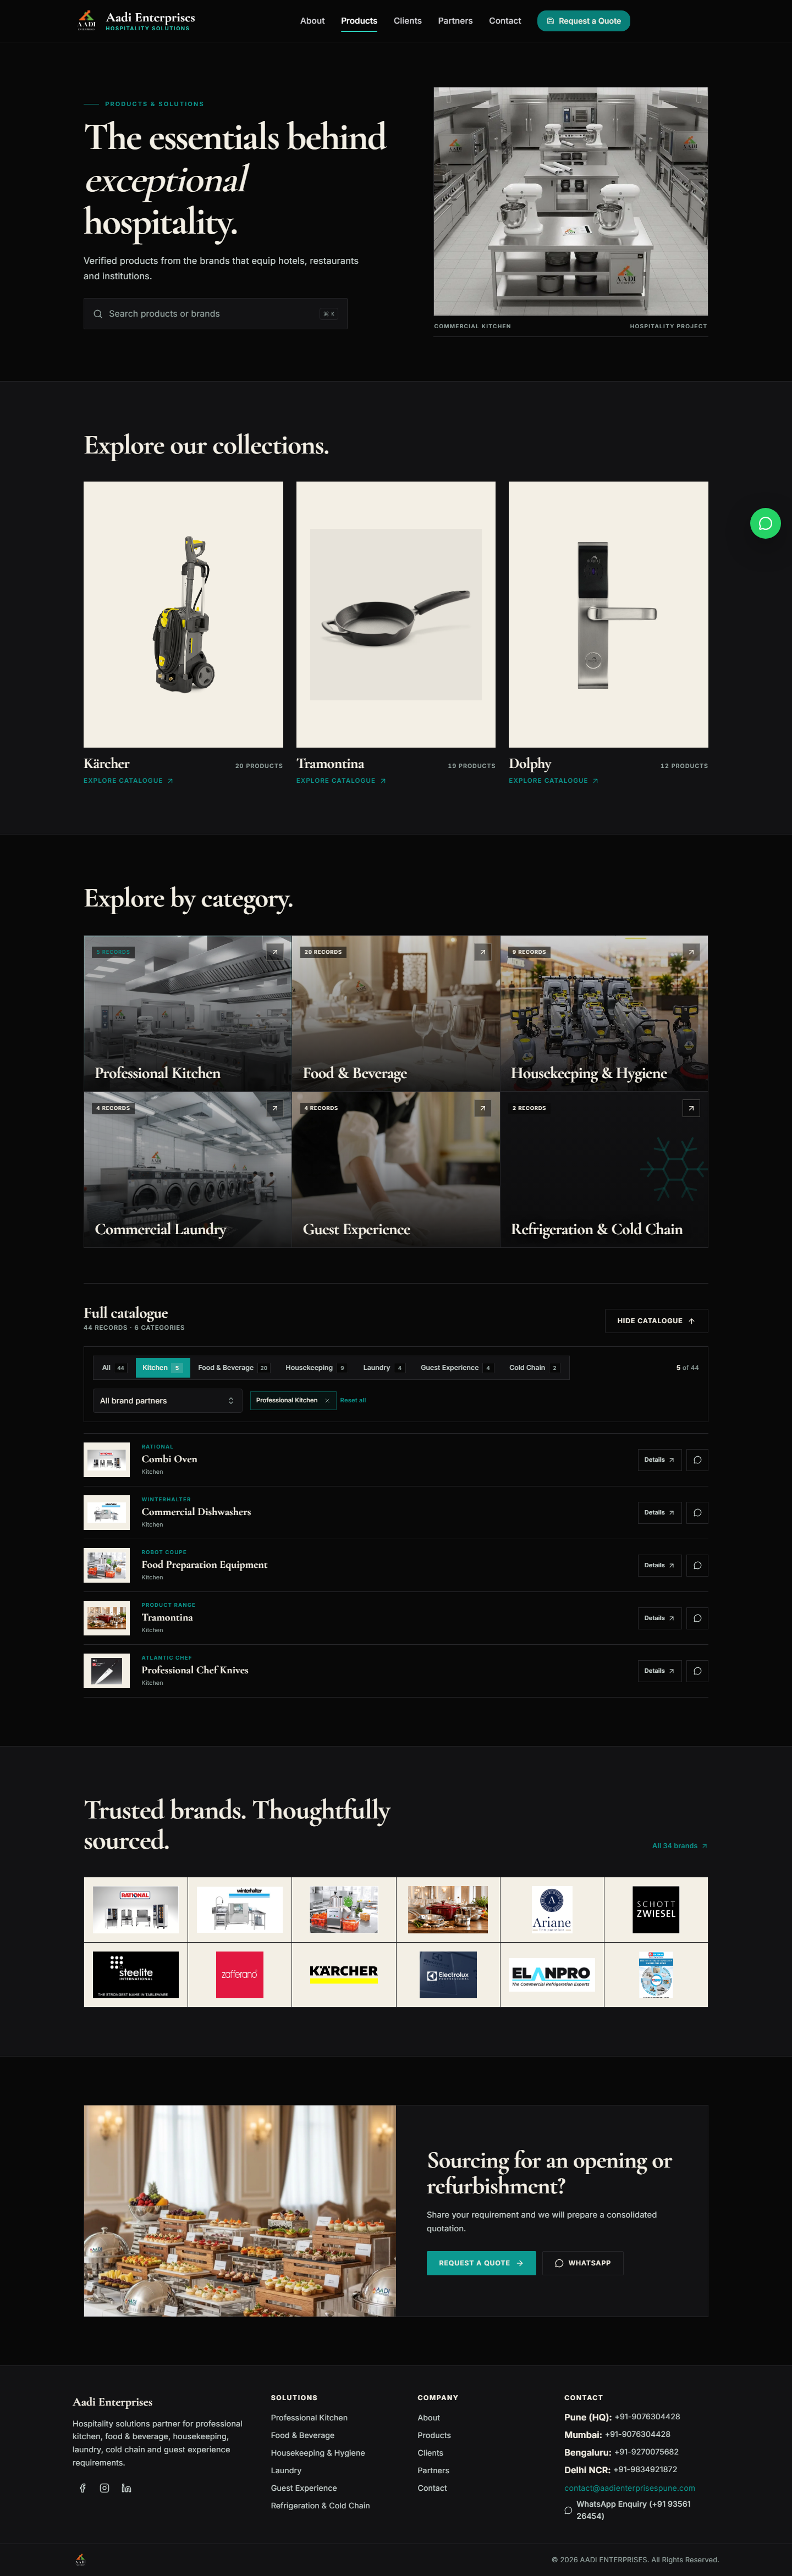 Aadi Enterprises
HOSPITALITY SOLUTIONS
About
Products
Clients
Partners
Contact
Request a Quote
PRODUCTS & SOLUTIONS
The essentials behind
exceptional
hospitality.
Verified products from the brands that equip hotels, restaurants
and institutions.
Search products or brands
⌘ K
COMMERCIAL KITCHEN
HOSPITALITY PROJECT
Explore our collections.
Kärcher
20 PRODUCTS
EXPLORE CATALOGUE
Tramontina
19 PRODUCTS
EXPLORE CATALOGUE
Dolphy
12 PRODUCTS
EXPLORE CATALOGUE
Explore by category.
5 RECORDS
Professional Kitchen
20 RECORDS
Food & Beverage
9 RECORDS
Housekeeping & Hygiene
4 RECORDS
Commercial Laundry
4 RECORDS
Guest Experience
2 RECORDS
Refrigeration & Cold Chain
Full catalogue
44 RECORDS · 6 CATEGORIES
HIDE CATALOGUE
All 44
Kitchen 5
Food & Beverage 20
Housekeeping 9
Laundry 4
Guest Experience 4
Cold Chain 2
5 of 44
All brand partners
Professional Kitchen ×
Reset all
RATIONAL
Combi Oven
Kitchen
Details
WINTERHALTER
Commercial Dishwashers
Kitchen
Details
ROBOT COUPE
Food Preparation Equipment
Kitchen
Details
PRODUCT RANGE
Tramontina
Kitchen
Details
ATLANTIC CHEF
Professional Chef Knives
Kitchen
Details
Trusted brands. Thoughtfully
sourced.
All 34 brands
RATIONAL
winterhalter
Ariane
SCHOTT
ZWIESEL
steelite
INTERNATIONAL
THE STRONGEST NAME IN TABLEWARE
zafferano
KÄRCHER
Electrolux
PROFESSIONAL
ELANPRO
The Commercial Refrigeration Experts
Sourcing for an opening or
refurbishment?
Share your requirement and we will prepare a consolidated
quotation.
REQUEST A QUOTE
WHATSAPP
Aadi Enterprises
Hospitality solutions partner for professional
kitchen, food & beverage, housekeeping,
laundry, cold chain and guest experience
requirements.
SOLUTIONS
Professional Kitchen
Food & Beverage
Housekeeping & Hygiene
Laundry
Guest Experience
Refrigeration & Cold Chain
COMPANY
About
Products
Clients
Partners
Contact
CONTACT
Pune (HQ): +91-9076304428
Mumbai: +91-9076304428
Bengaluru: +91-9270075682
Delhi NCR: +91-9834921872
contact@aadienterprisespune.com
WhatsApp Enquiry (+91 93561
26454)
© 2026 AADI ENTERPRISES. All Rights Reserved.